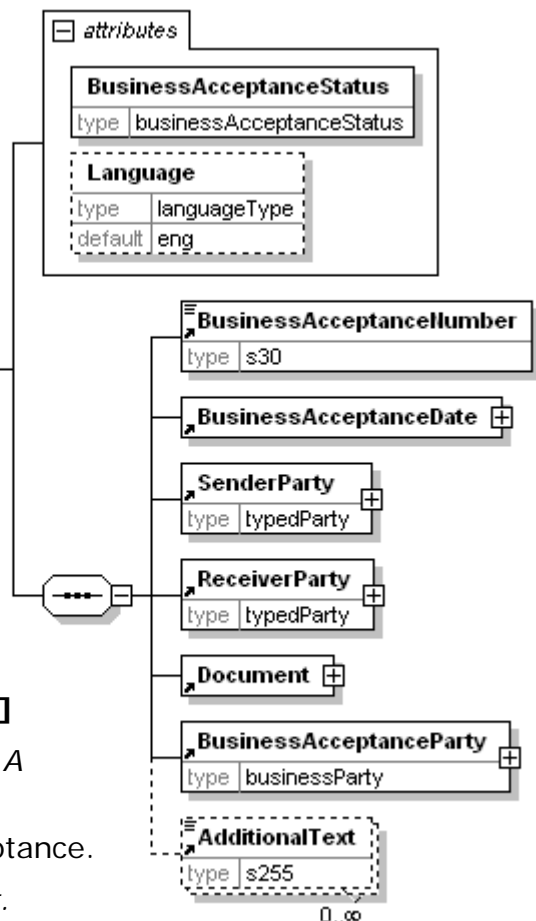 attributes
BusinessAcceptanceStatus
type businessAcceptanceStatus
Language
type languageType
default eng
BusinessAcceptanceNumber
type s30
BusinessAcceptanceDate
SenderParty
type typedParty
ReceiverParty
type typedParty
Document
]
BusinessAcceptanceParty
A
type businessParty
AdditionalText
ptance.
type s255
.
0..∞